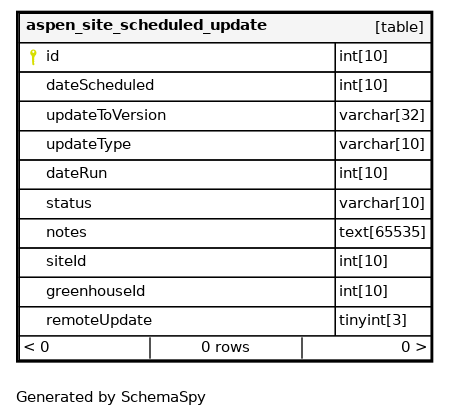 aspen_site_scheduled_update [table]
id int[10]
dateScheduled int[10]
updateToVersion varchar[32]
updateType varchar[10]
dateRun int[10]
status varchar[10]
notes text[65535]
siteId int[10]
greenhouseId int[10]
remoteUpdate tinyint[3]
< 0 0 rows 0 >
Generated by SchemaSpy